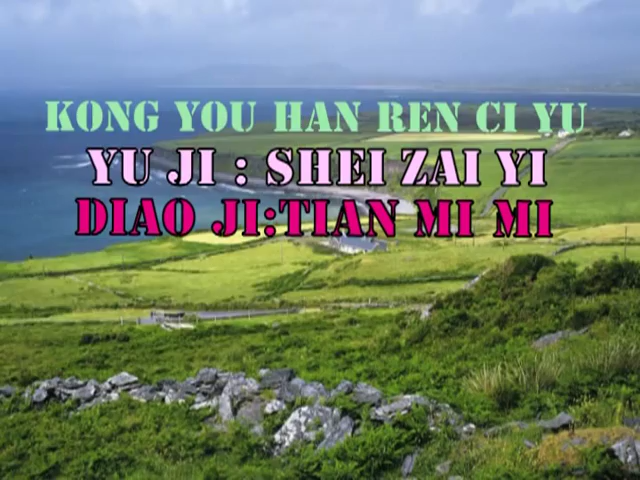 KONG YOU HAN REN CI YU
YU JI : SHEI ZAI YI
DIAO JI:TIAN MI MI